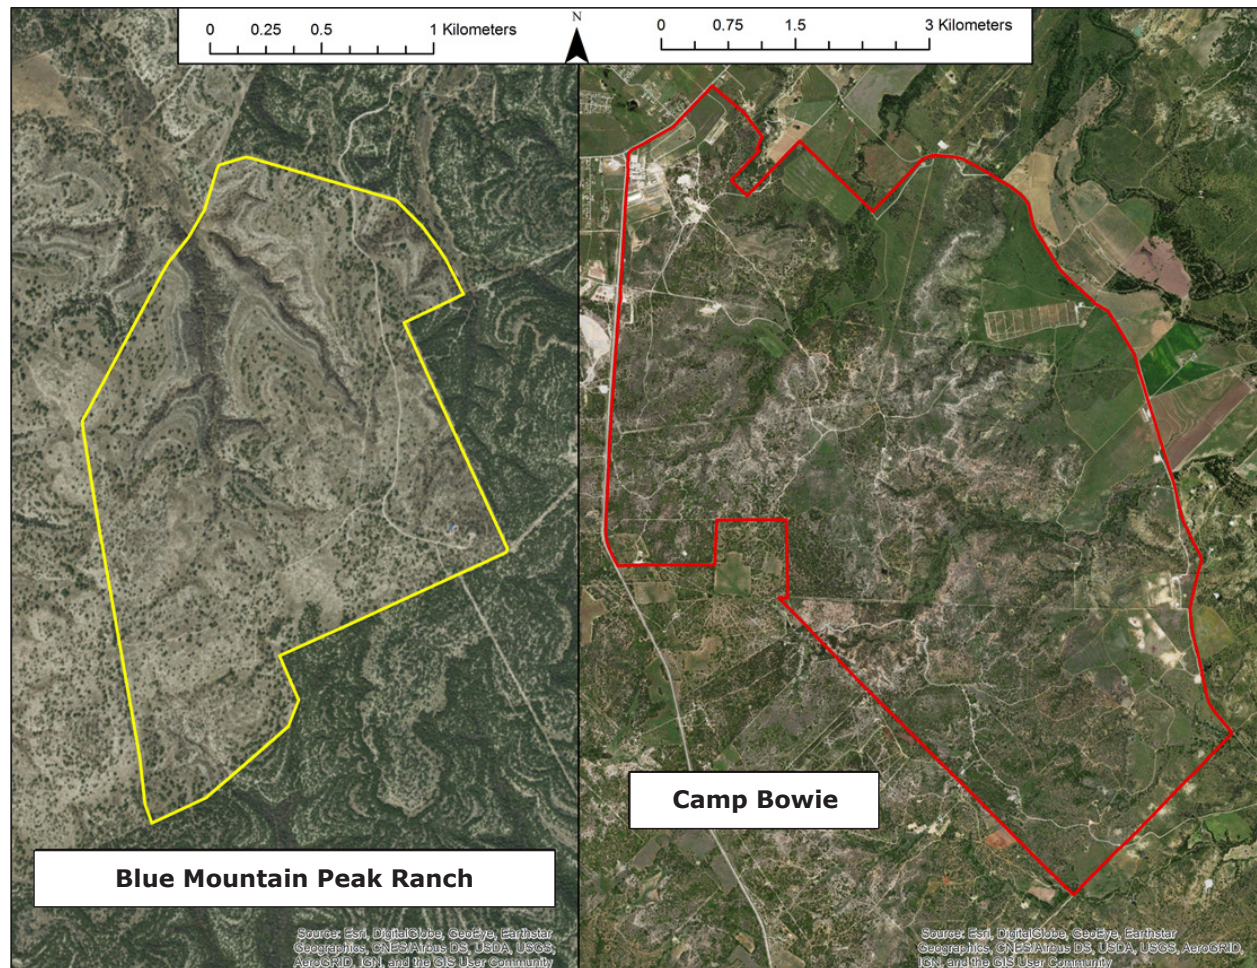 0 0.25 0.5 1 Kilometers
N
0 0.75 1.5 3 Kilometers
Camp Bowie
Blue Mountain Peak Ranch
Source: Esri, DigitalGlobe, GeoEye, Earthstar
Geographics, CNES/Airbus DS, USDA, USGS,
AeroGRID, IGN, and the GIS User Community
Source: Esri, DigitalGlobe, GeoEye, Earthstar
Geographics, CNES/Airbus DS, USDA, USGS, AeroGRID,
IGN, and the GIS User Community